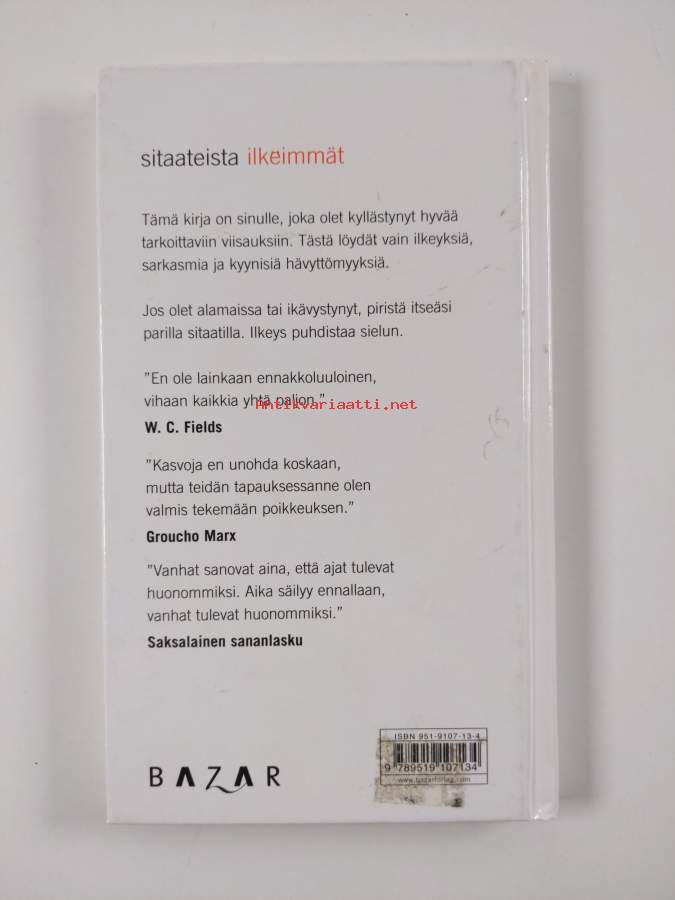 sitaateista ilkeimmät
Tämä kirja on sinulle, joka olet kyllästynyt hyvää
tarkoittaviin viisauksiin. Tästä löydät vain ilkeyksiä,
sarkasmia ja kyynisiä hävyttömyyksiä.
Jos olet alamaissa tai ikävystynyt, piristä itseäsi
parilla sitaatilla. Ilkeys puhdistaa sielun.
"En ole lainkaan ennakkoluuloinen,
vihaan kaikkia yhtä paljon."
Antikvariaatti.net
W. C. Fields
"Kasvoja en unohda koskaan,
mutta teidän tapauksessanne olen
valmis tekemään poikkeuksen."
Groucho Marx
"Vanhat sanovat aina, että ajat tulevat
huonommiksi. Aika säilyy ennallaan,
vanhat tulevat huonommiksi."
Saksalainen sananlasku
ISBN 951-9107-13-4
9 789519 107134
BAZAR